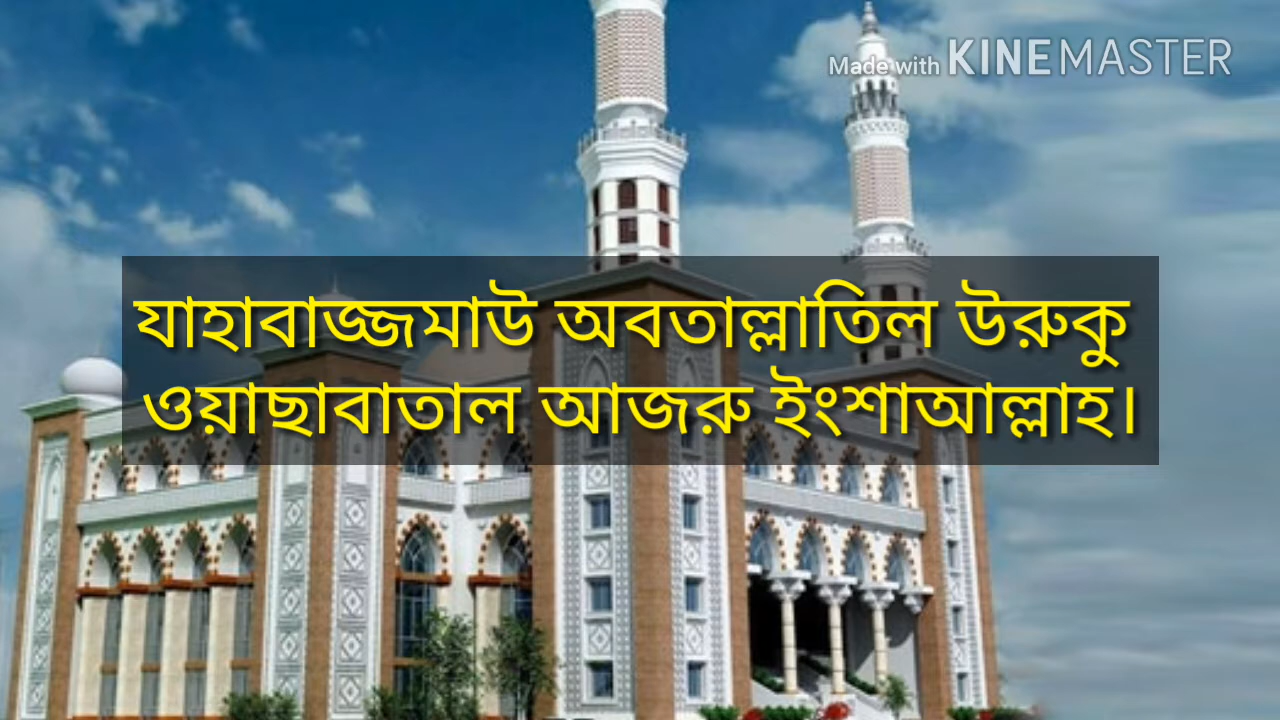 Made with KINEMASTER
যাহাবাজ্জমাউ অবতাল্লাতিল উরুকু
ওয়াছাবাতাল আজরু ইংশাআল্লাহ।